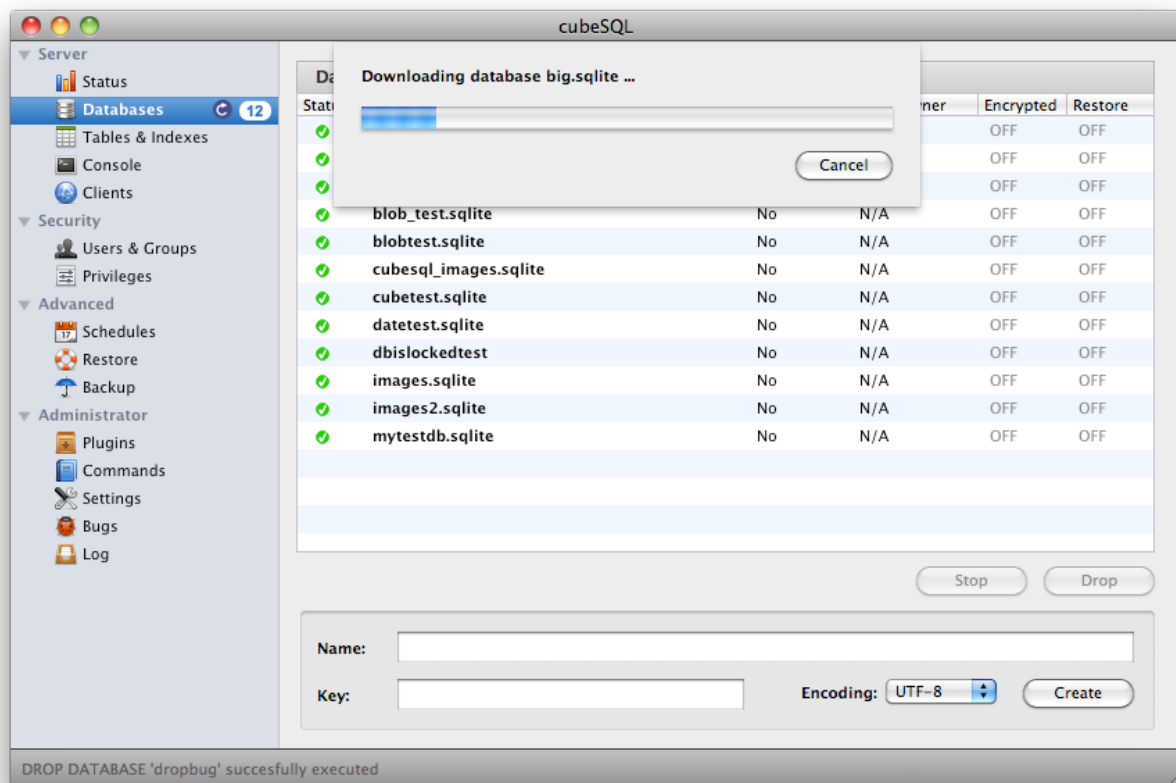 cubeSQL
Server
Status
Databases 12
Tables & Indexes
Console
Clients
Security
Users & Groups
Privileges
Advanced
17 Schedules
Restore
Backup
Administrator
Plugins
Commands
Settings
Bugs
Log
Downloading database big.sqlite ...
Cancel
Encrypted Restore
OFF OFF
OFF OFF
OFF OFF
blob_test.sqlite No N/A OFF OFF
blobtest.sqlite No N/A OFF OFF
cubesql_images.sqlite No N/A OFF OFF
cubetest.sqlite No N/A OFF OFF
datetest.sqlite No N/A OFF OFF
dbislockedtest No N/A OFF OFF
images.sqlite No N/A OFF OFF
images2.sqlite No N/A OFF OFF
mytestdb.sqlite No N/A OFF OFF
Stop Drop
Name:
Key: Encoding: UTF-8 Create
DROP DATABASE 'dropbug' succesfully executed